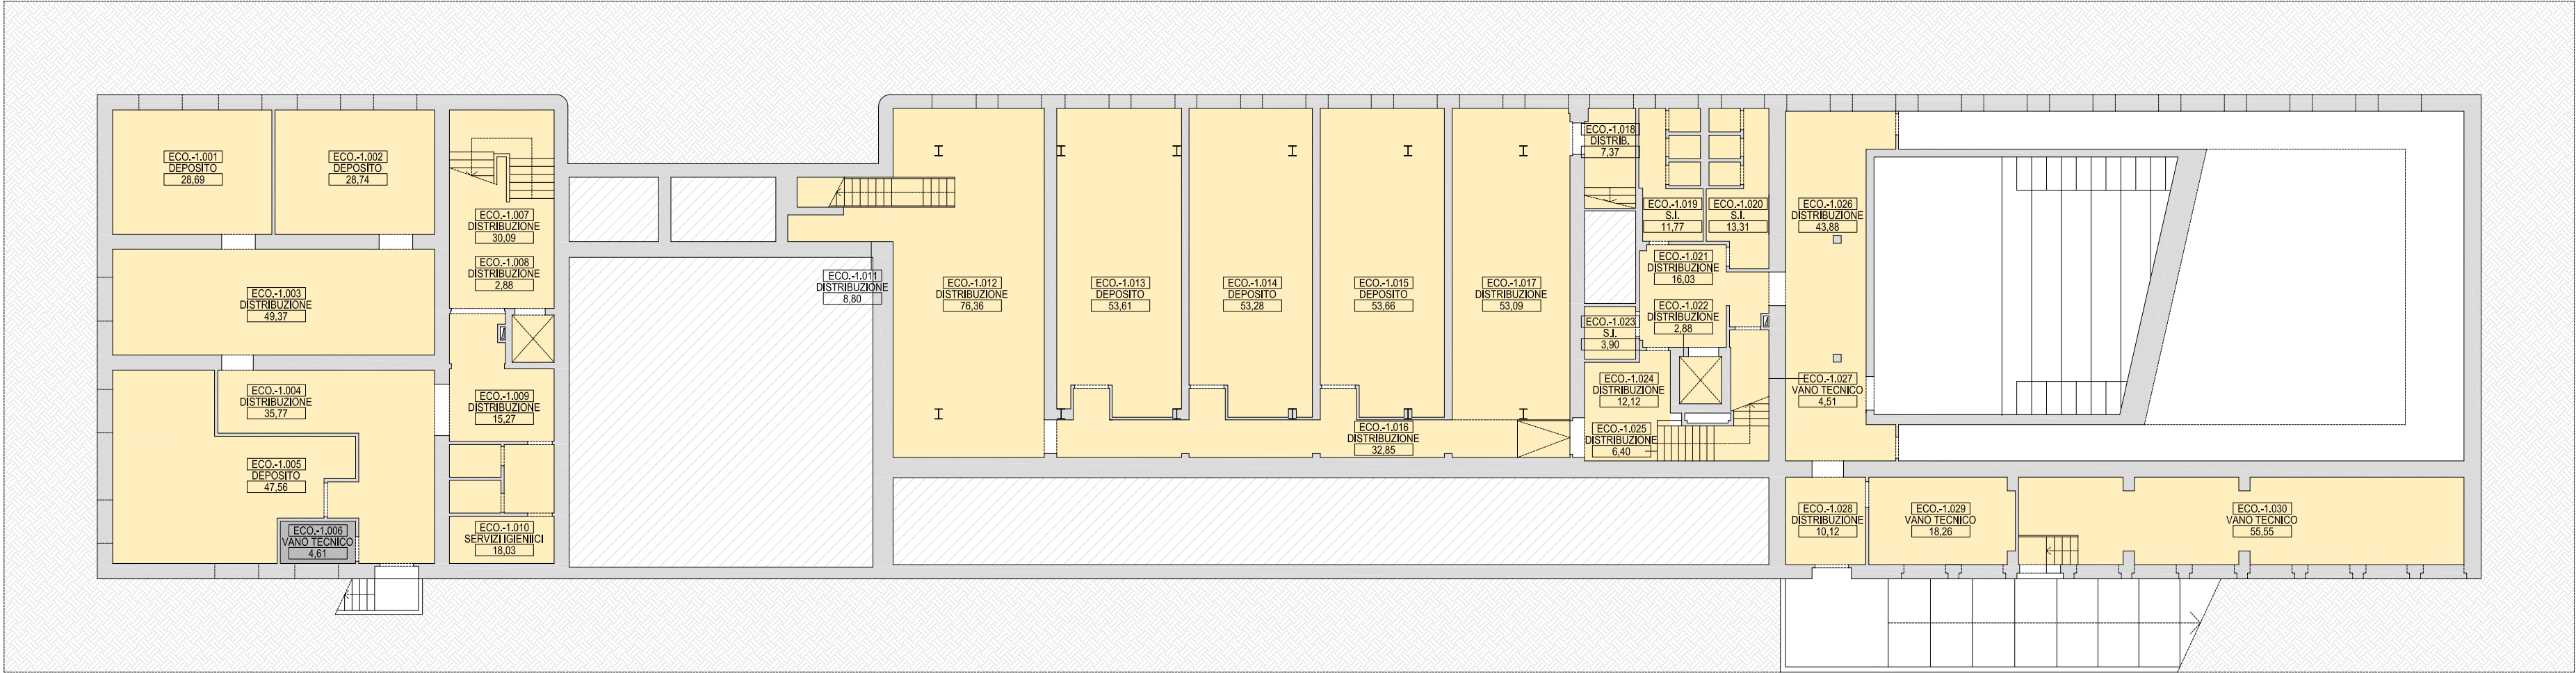 ECO.-1.001
DEPOSITO
28,69
ECO.-1.002
DEPOSITO
28,74
ECO.-1.003
DISTRIBUZIONE
49,37
ECO.-1.004
DISTRIBUZIONE
35,77
ECO.-1.005
DEPOSITO
47,56
ECO.-1.006
VANO TECNICO
4,61
ECO.-1.007
DISTRIBUZIONE
30,09
ECO.-1.008
DISTRIBUZIONE
2,88
ECO.-1.009
DISTRIBUZIONE
15,27
ECO.-1.010
SERVIZI IGIENIICI
18,03
ECO.-1.011
DISTRIBUZIONE
8,80
ECO.-1.012
DISTRIBUZIONE
76,36
ECO.-1.013
DEPOSITO
53,61
ECO.-1.014
DEPOSITO
53,28
ECO.-1.015
DEPOSITO
53,66
ECO.-1.016
DISTRIBUZIONE
32,85
ECO.-1.017
DISTRIBUZIONE
53,09
ECO.-1.018
DISTRIB.
7,37
ECO.-1.019
S.I.
11,77
ECO.-1.020
S.I.
13,31
ECO.-1.021
DISTRIBUZIONE
16,03
ECO.-1.022
DISTRIBUZIONE
2,88
ECO.-1.023
S.I.
3,90
ECO.-1.024
DISTRIBUZIONE
12,12
ECO.-1.025
DISTRIBUZIONE
6,40
ECO.-1.026
DISTRIBUZIONE
43,88
ECO.-1.027
VANO TECNICO
4,51
ECO.-1.028
DISTRIBUZIONE
10,12
ECO.-1.029
VANO TECNICO
18,26
ECO.-1.030
VANO TECNICO
55,55